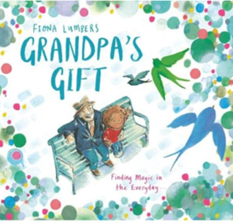 FIONA LUMBERS
GRANDPA'S
GIFT
Finding Magic in
the Everyday